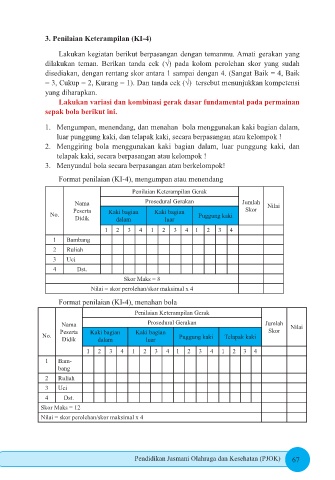 3. Penilaian Keterampilan (KI-4)
Lakukan kegiatan berikut berpasangan dengan temanmu. Amati gerakan yang
dilakukan teman. Berikan tanda cek (√) pada kolom perolehan skor yang sudah
disediakan, dengan rentang skor antara 1 sampai dengan 4. (Sangat Baik = 4, Baik
= 3, Cukup = 2, Kurang = 1). Dan tanda cek (√) tersebut menunjukkan kompetensi
yang diharapkan.
Lakukan variasi dan kombinasi gerak dasar fundamental pada permainan
sepak bola berikut ini.
1. Mengumpan, menendang, dan menahan bola menggunakan kaki bagian dalam,
luar punggung kaki, dan telapak kaki, secara berpasangan atau kelompok !
2. Menggiring bola menggunakan kaki bagian dalam, luar punggung kaki, dan
telapak kaki, secara berpasangan atau kelompok !
3. Menyundul bola secara berpasangan atau berkelompok!
Format penilaian (KI-4), mengumpan atau menendang
No. Nama Peserta Didik Penilaian Keterampilan Gerak Jumlah Skor Nilai
Prosedural Gerakan
Kaki bagian dalam Kaki bagian luar Puggung kaki
1 2 3 4 1 2 3 4 1 2 3 4
1 Bambang
2 Ruliah
3 Uci
4 Dst.
Skor Maks = 8
Nilai = skor perolehan/skor maksimal x 4
Format penilaian (KI-4), menahan bola
No. Nama Peserta Didik Penilaian Keterampilan Gerak Jumlah Skor Nilai
Prosedural Gerakan
Kaki bagian dalam Kaki bagian luar Puggung kaki Telapak kaki
1 2 3 4 1 2 3 4 1 2 3 4 1 2 3 4
1 Bam-
bang
2 Ruliah
3 Uci
4 Dst.
Skor Maks = 12
Nilai = skor perolehan/skor maksimal x 4
Pendidikan Jasmani Olahraga dan Kesehatan (PJOK) 67